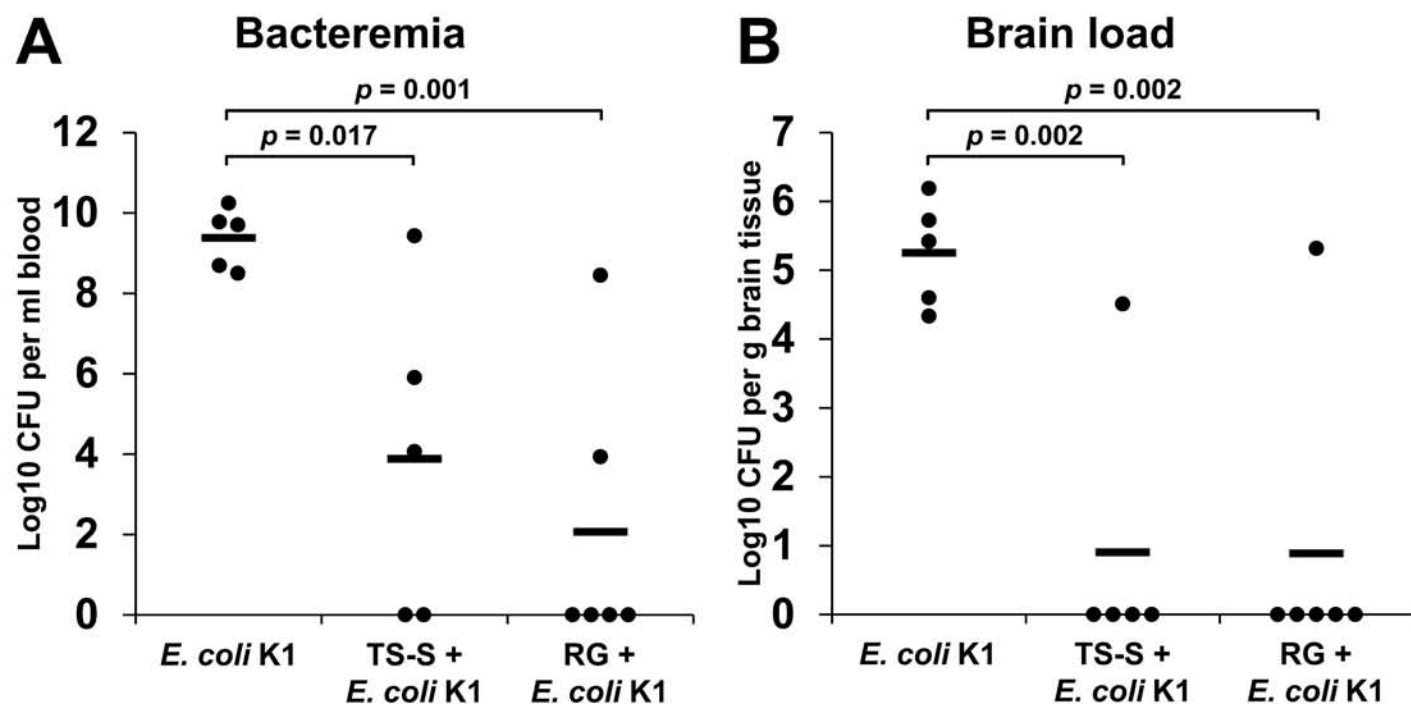 A Bacteremia
p = 0.001
p = 0.017
Log10 CFU per ml blood
12
10
8
6
4
2
0
E. coli K1
TS-S +
E. coli K1
RG +
E. coli K1
B Brain load
p = 0.002
p = 0.002
Log10 CFU per g brain tissue
7
6
5
4
3
2
1
0
E. coli K1
TS-S +
E. coli K1
RG +
E. coli K1